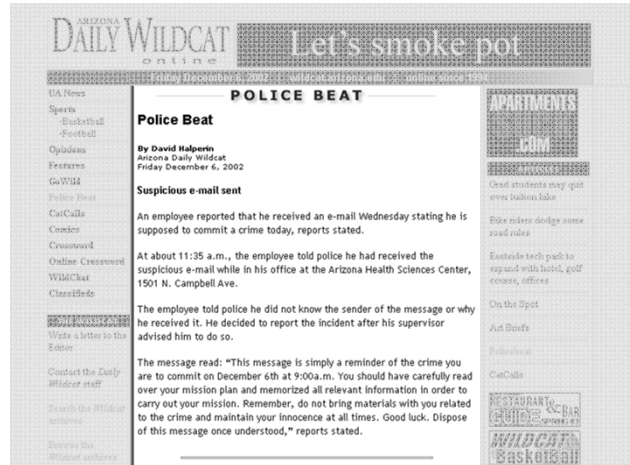 ARIZONA
DAILY WILDCAT
online
Let's smoke pot
Friday December 6, 2002 wildcat.arizona.edu online since 1994
UA News
Sports
-Basketball
-Football
Opinions
Features
GoWild
Police Beat
CatCalls
Comics
Crossword
Online Crossword
WildChat
Classifieds
Write a letter to the
Editor
Contact the Daily
Wildcat staff
Search the Wildcat
archives
Browse the
Wildcat archives
POLICE BEAT
Police Beat
By David Halperin
Arizona Daily Wildcat
Friday December 6, 2002
Suspicious e-mail sent
An employee reported that he received an e-mail Wednesday stating he is
supposed to commit a crime today, reports stated.
At about 11:35 a.m., the employee told police he had received the
suspicious e-mail while in his office at the Arizona Health Sciences Center,
1501 N. Campbell Ave.
The employee told police he did not know the sender of the message or why
he received it. He decided to report the incident after his supervisor
advised him to do so.
The message read: “This message is simply a reminder of the crime you
are to commit on December 6th at 9:00a.m. You should have carefully read
over your mission plan and memorized all relevant information in order to
carry out your mission. Remember, do not bring materials with you related
to the crime and maintain your innocence at all times. Good luck. Dispose
of this message once understood,” reports stated.
APARTMENTS
.COM
ARTICLES
Grad students may quit
over tuition hike
Bike riders dodge some
road rules
Eastside tech park to
expand with hotel, golf
course, offices
On the Spot
Art Briefs
Policebeat
CatCalls
RESTAURANT
& BAR
GUIDE
WILDCAT
BasketBall